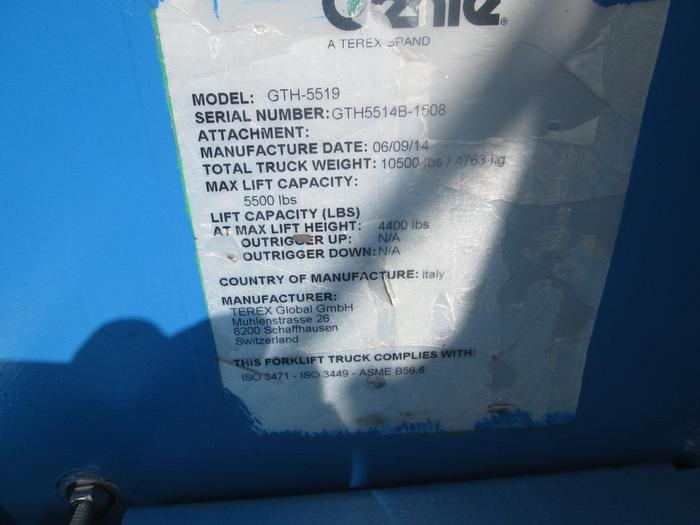 Genie.
A TEREX BRAND
MODEL: GTH-5519
SERIAL NUMBER:GTH5514B-1508
ATTACHMENT:
MANUFACTURE DATE: 06/09/14
TOTAL TRUCK WEIGHT: 10500 lbs / 4763 kg
MAX LIFT CAPACITY:
5500 lbs
LIFT CAPACITY (LBS)
AT MAX LIFT HEIGHT: 4400 lbs
OUTRIGGER UP: N/A
OUTRIGGER DOWN: N/A
COUNTRY OF MANUFACTURE: Italy
MANUFACTURER:
TEREX Global GmbH
Muhlenstrasse 26
8200 Schaffhausen
Switzerland
THIS FORKLIFT TRUCK COMPLIES WITH:
ISO 3471 - ISO 3449 - ASME B56.6